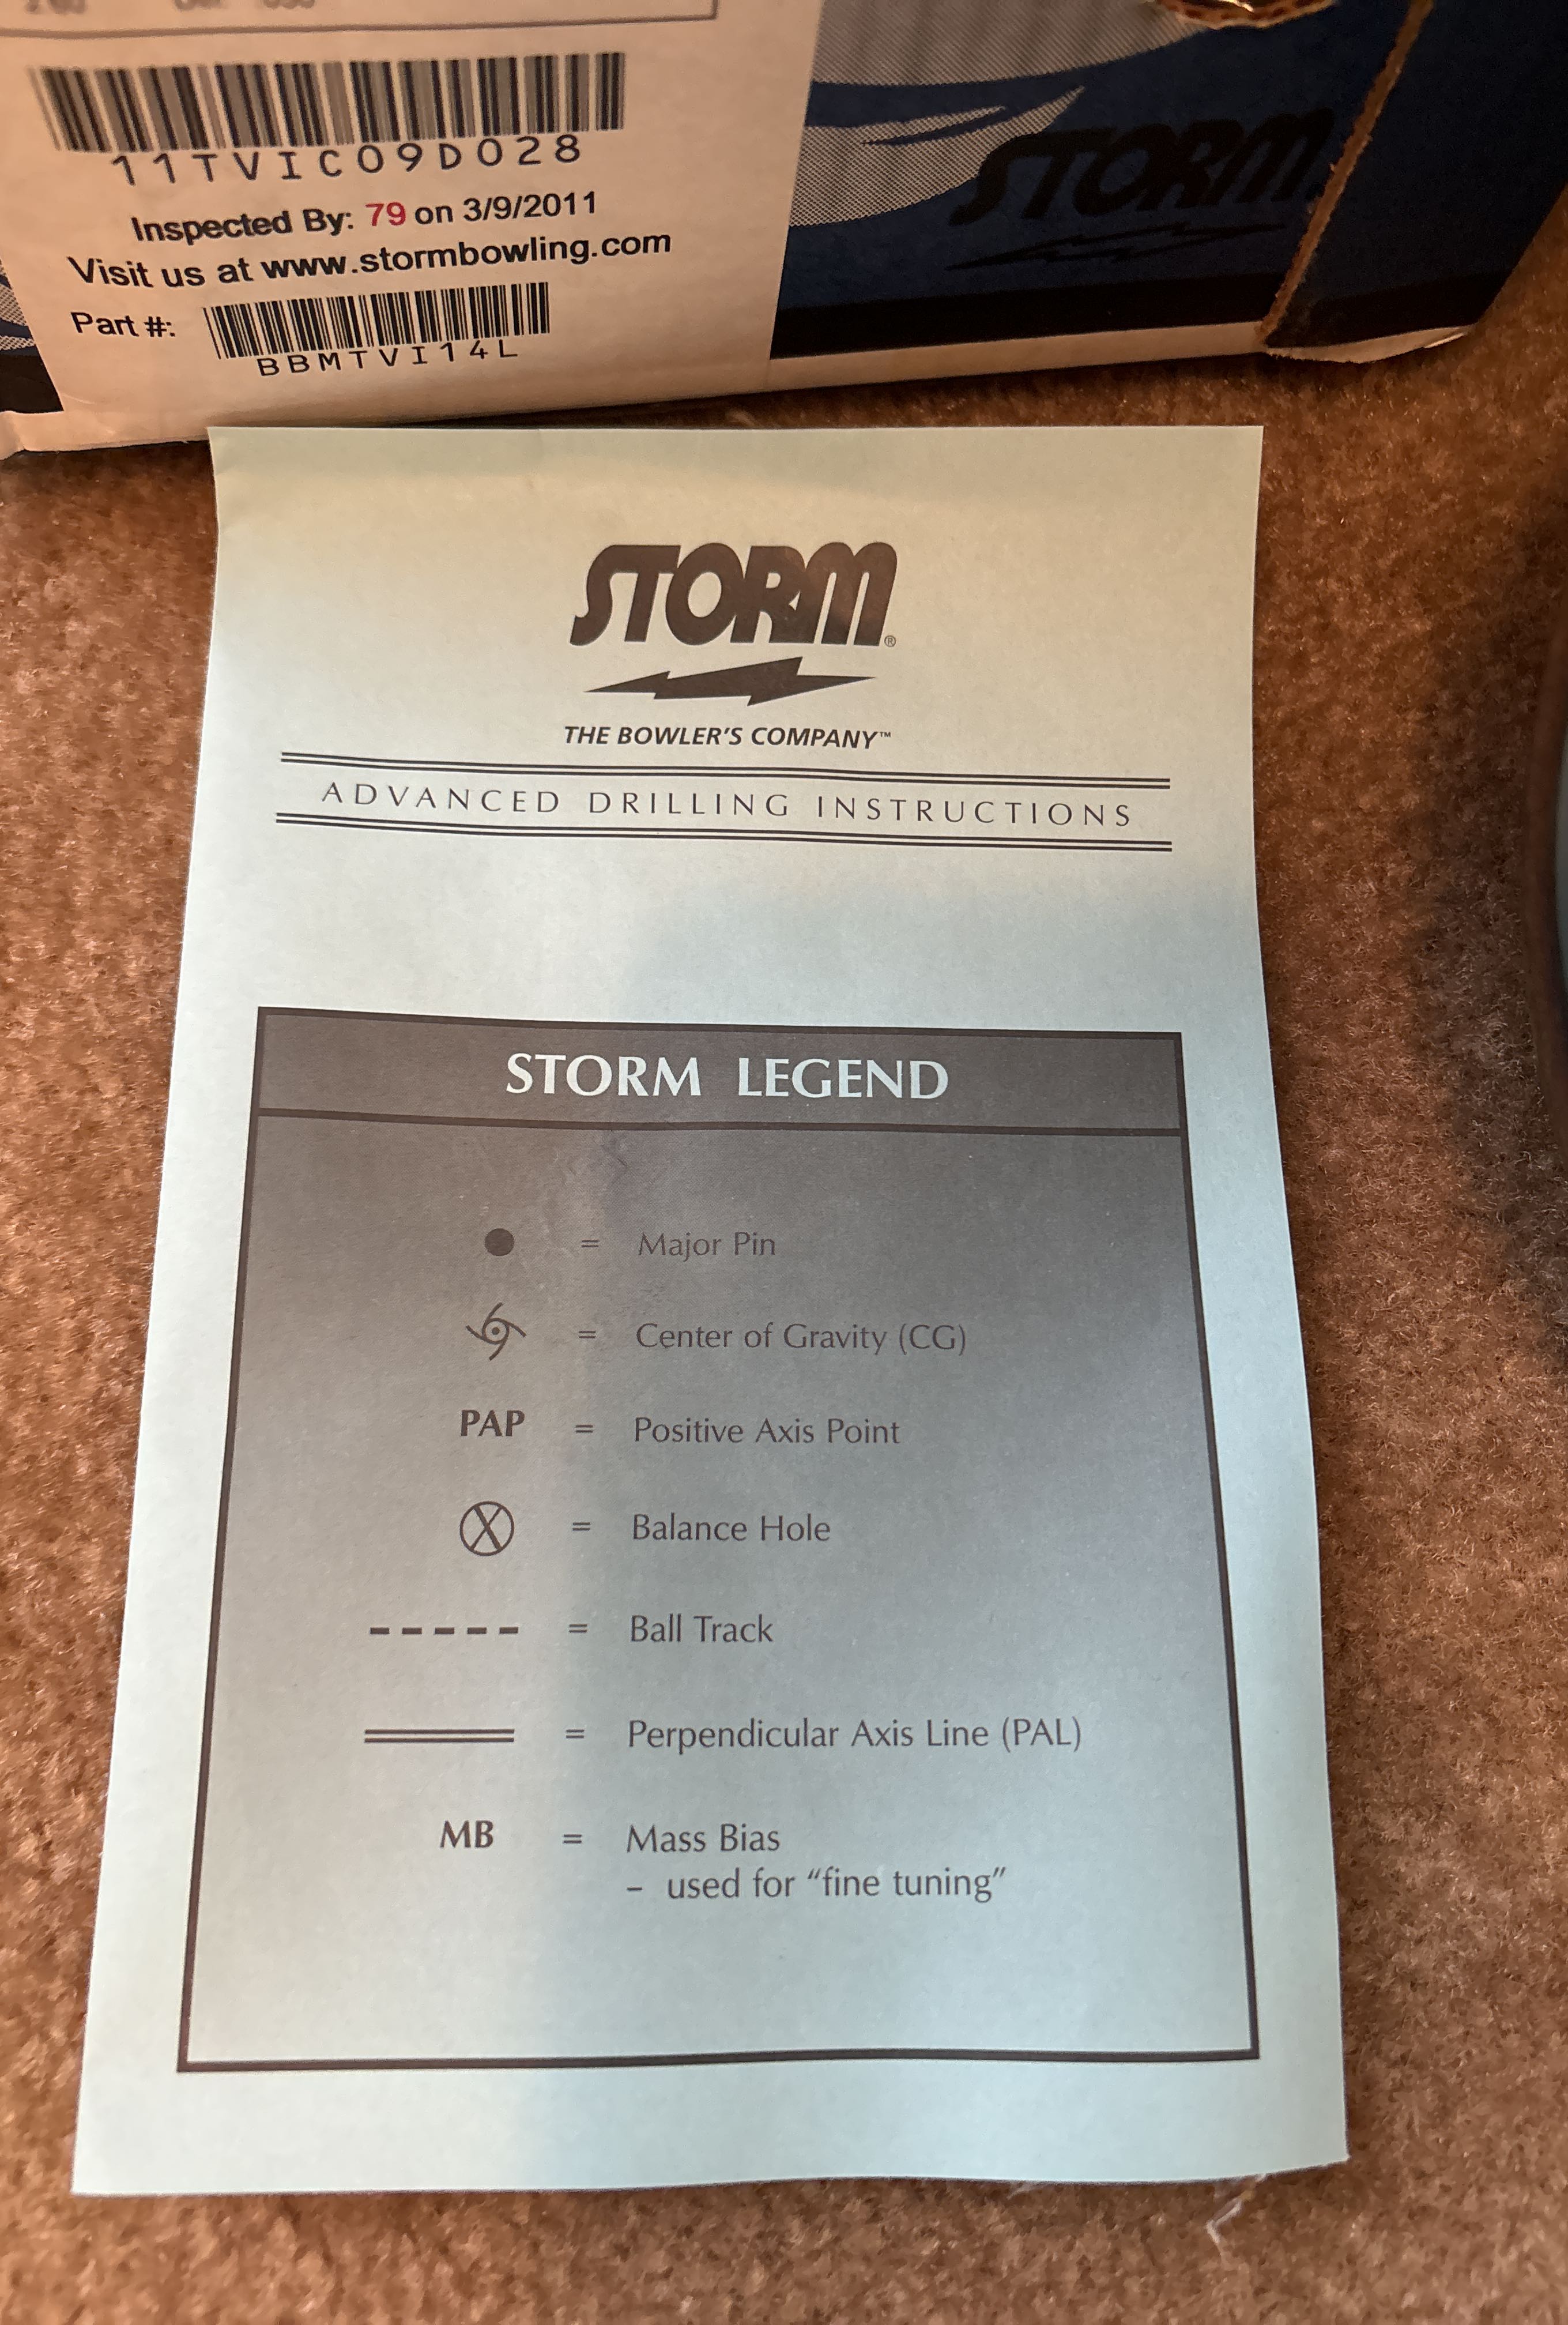 11TVIC09D028
Inspected By: 79 on 3/9/2011
Visit us at www.stormbowling.com
Part #:
BBMTVI14L
STORM
STORM®
THE BOWLER'S COMPANY™
ADVANCED DRILLING INSTRUCTIONS
STORM LEGEND
= Major Pin
= Center of Gravity (CG)
PAP = Positive Axis Point
= Balance Hole
= Ball Track
= Perpendicular Axis Line (PAL)
MB = Mass Bias
– used for “fine tuning”